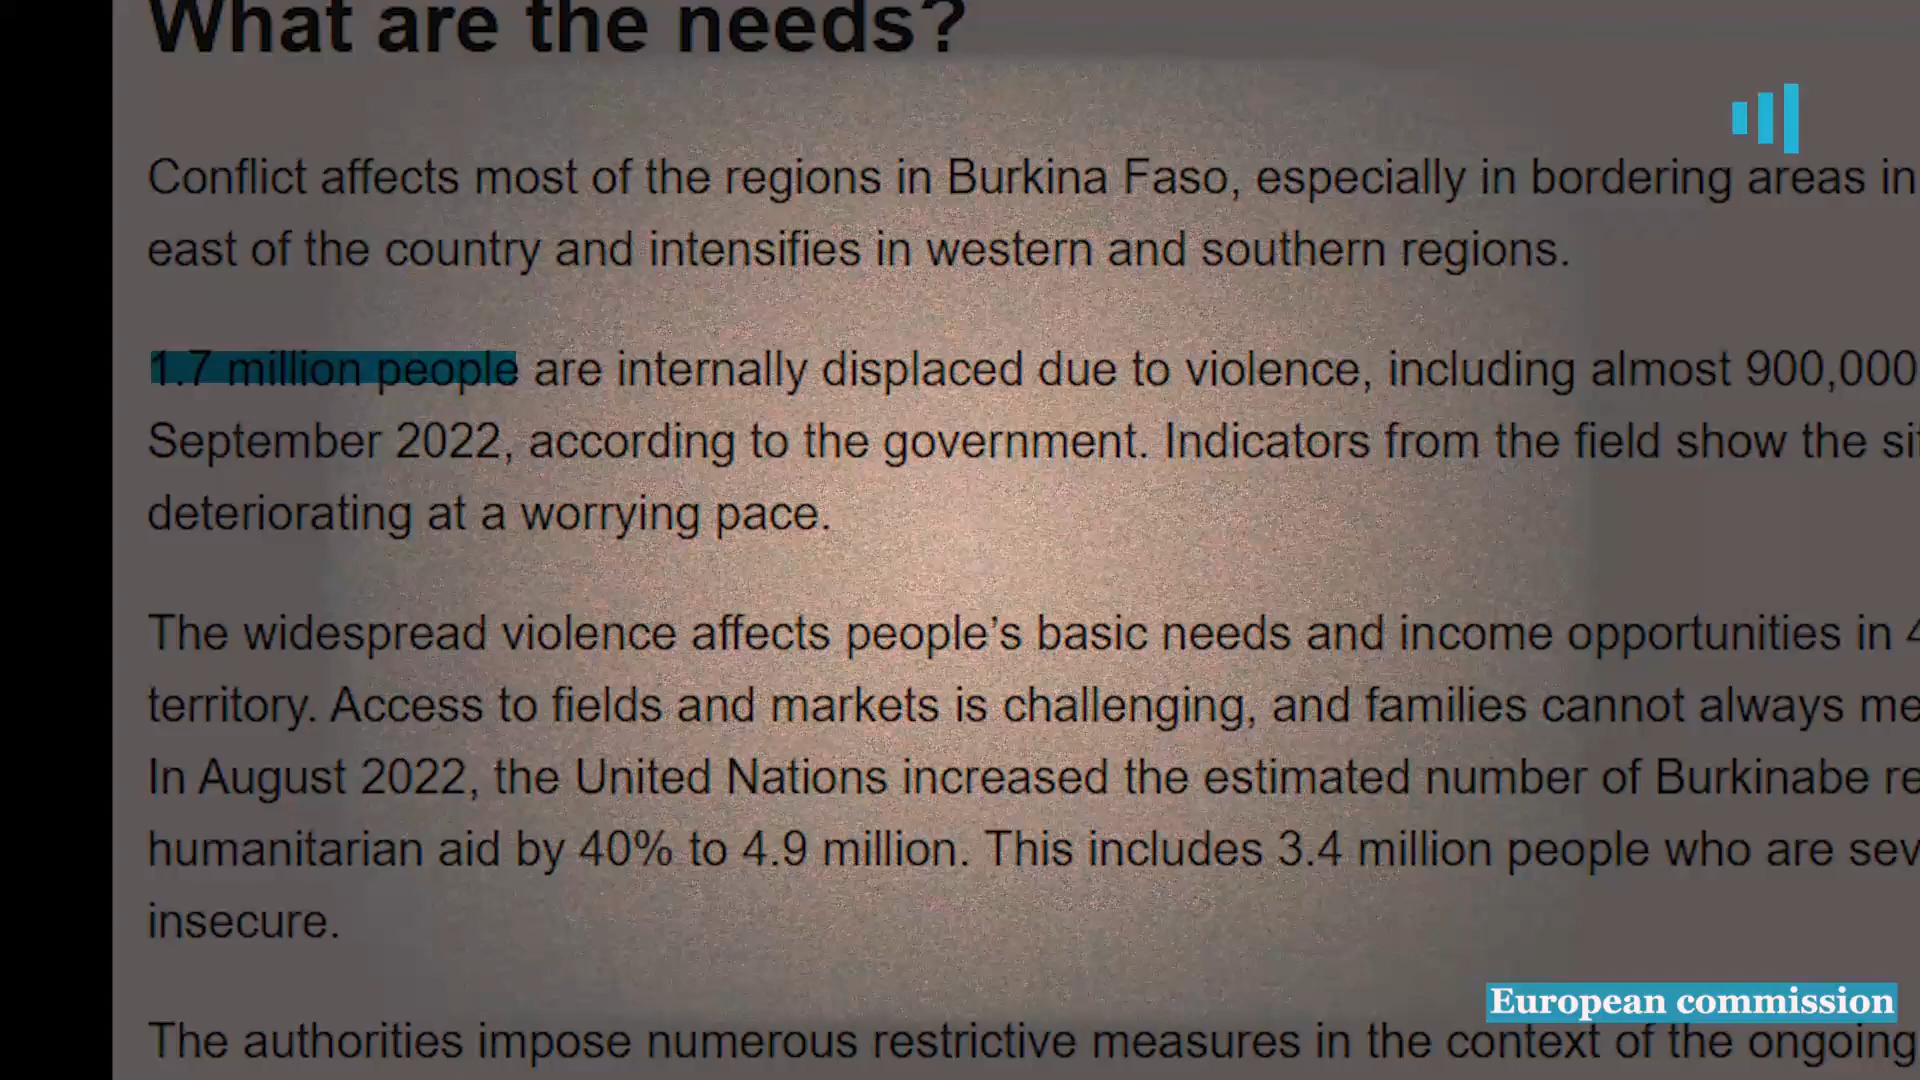 What are the needs?
Conflict affects most of the regions in Burkina Faso, especially in bordering areas in
east of the country and intensifies in western and southern regions.
1.7 million people are internally displaced due to violence, including almost 900,000
September 2022, according to the government. Indicators from the field show the
deteriorating at a worrying pace.
The widespread violence affects people's basic needs and income opportunities in
territory. Access to fields and markets is challenging, and families cannot always
In August 2022, the United Nations increased the estimated number of Burkinabe
humanitarian aid by 40% to 4.9 million. This includes 3.4 million people who are
insecure.
European commission
The authorities impose numerous restrictive measures in the context of the ongoing